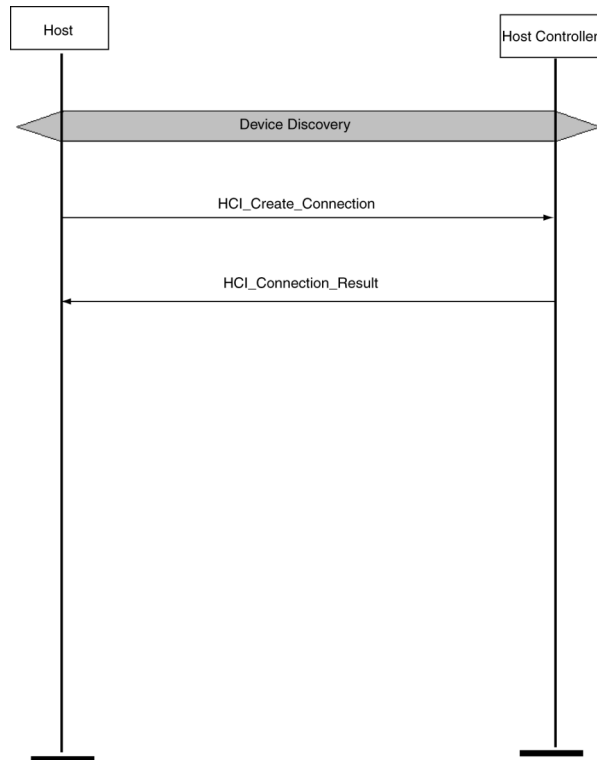 Host
Host Controller
Device Discovery
HCI_Create_Connection
HCI_Connection_Result